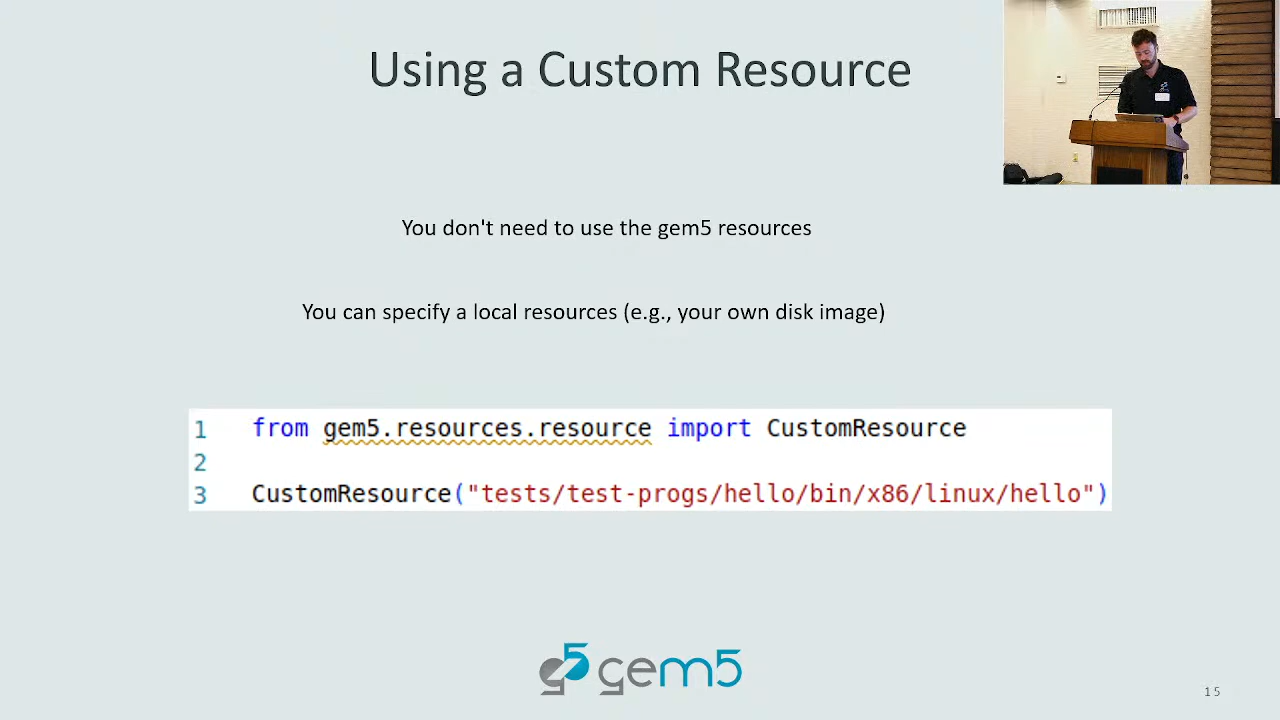 Using a Custom Resource
You don't need to use the gem5 resources
You can specify a local resources (e.g., your own disk image)
1 from gem5.resources.resource import CustomResource
2
3 CustomResource("tests/test-progs/hello/bin/x86/linux/hello")
g5 gem5
15